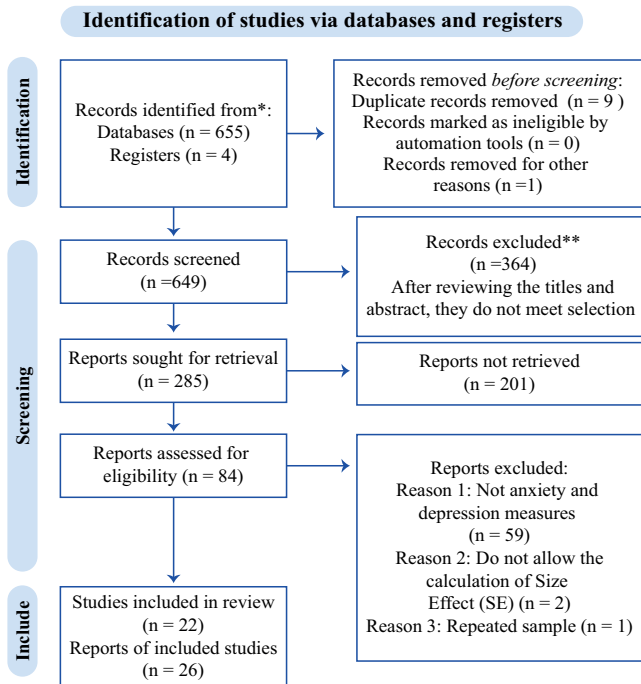 Identification of studies via databases and registers
Identification
Records identified from*:
Databases (n = 655)
Registers (n = 4)
Records removed before screening:
Duplicate records removed (n = 9 )
Records marked as ineligible by
automation tools (n = 0)
Records removed for other
reasons (n =1)
Screening
Records screened
(n =649)
Records excluded**
(n =364)
After reviewing the titles and
abstract, they do not meet selection
Reports sought for retrieval
(n = 285)
Reports not retrieved
(n = 201)
Reports assessed for
eligibility (n = 84)
Reports excluded:
Reason 1: Not anxiety and
depression measures
(n = 59)
Reason 2: Do not allow the
calculation of Size
Effect (SE) (n = 2)
Reason 3: Repeated sample (n = 1)
Include
Studies included in review
(n = 22)
Reports of included studies
(n = 26)